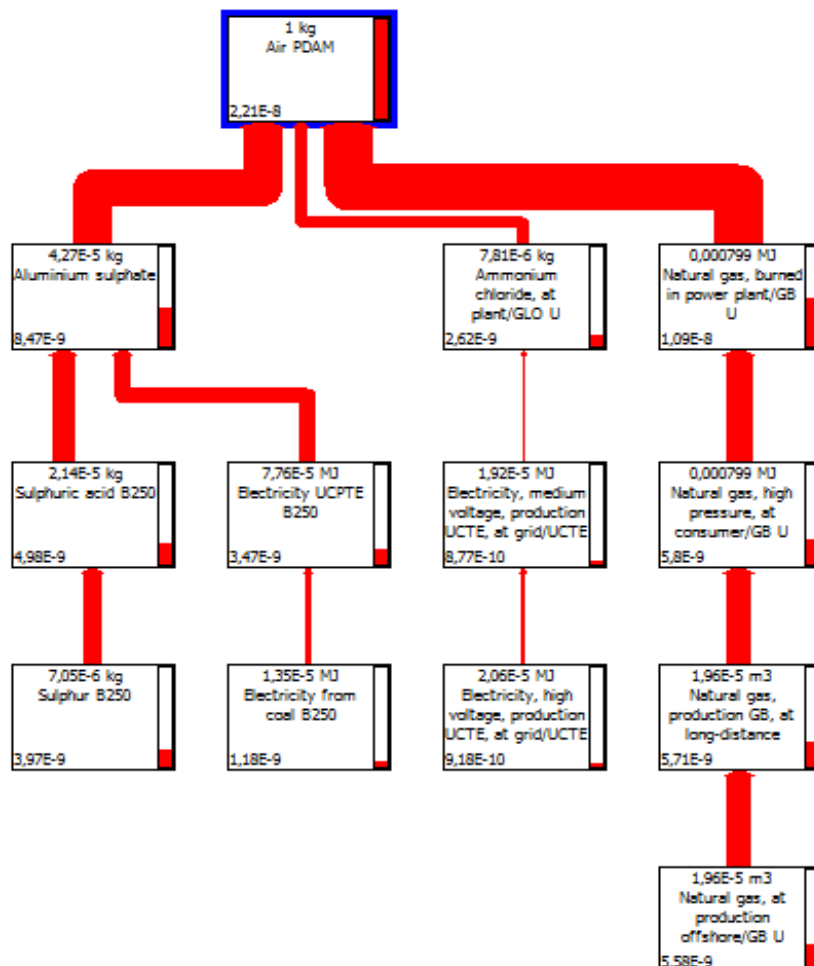 1 kg
Air PDAM
2,21E-8
4,27E-5 kg
Aluminium sulphate
8,47E-9
7,81E-6 kg
Ammonium
chloride, at
plant/GLO U
2,62E-9
0,000799 MJ
Natural gas, burned
in power plant/GB
U
1,09E-8
2,14E-5 kg
Sulphuric acid B250
4,98E-9
7,76E-5 MJ
Electricity UCPTE
B250
3,47E-9
1,92E-5 MJ
Electricity, medium
voltage, production
UCTE, at grid/UCTE
8,77E-10
0,000799 MJ
Natural gas, high
pressure, at
consumer/GB U
5,8E-9
7,05E-6 kg
Sulphur B250
3,97E-9
1,35E-5 MJ
Electricity from
coal B250
1,18E-9
2,06E-5 MJ
Electricity, high
voltage, production
UCTE, at grid/UCTE
9,18E-10
1,96E-5 m3
Natural gas,
production GB, at
long-distance
5,71E-9
1,96E-5 m3
Natural gas, at
production
offshore/GB U
5,58E-9